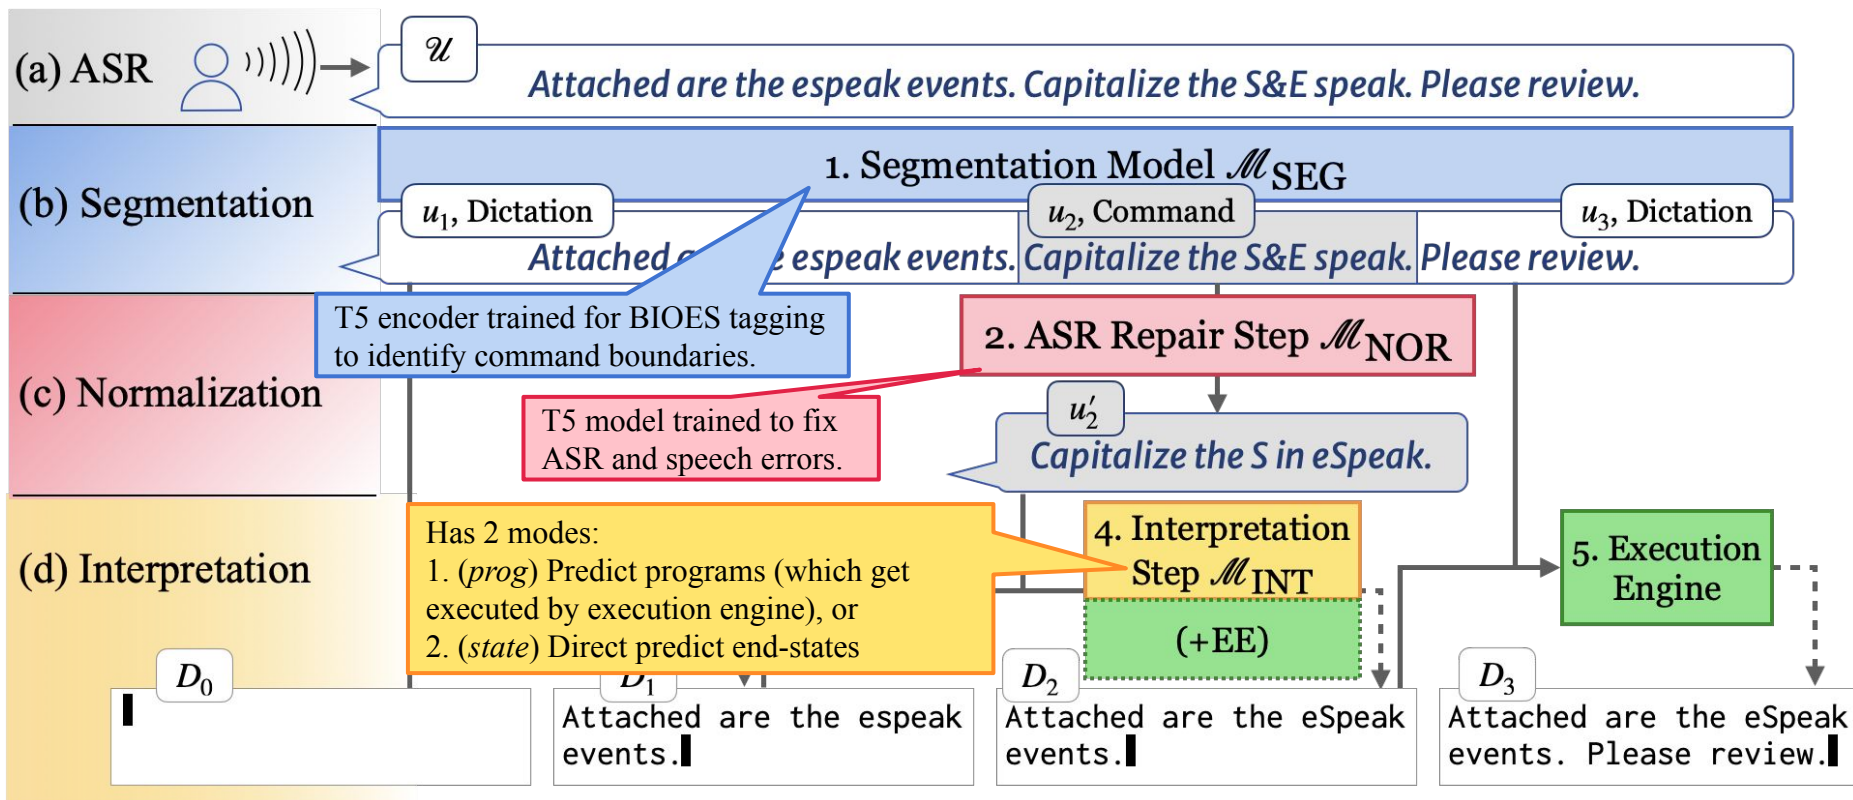 (a) ASR
𝒰
Attached are the espeak events. Capitalize the S&E speak. Please review.
1. Segmentation Model ℳSEG
(b) Segmentation
u1, Dictation
u2, Command
u3, Dictation
Attached a e espeak events. Capitalize the S&E speak. Please review.
T5 encoder trained for BIOES tagging
to identify command boundaries.
2. ASR Repair Step ℳNOR
(c) Normalization
T5 model trained to fix
ASR and speech errors.
u′2
Capitalize the S in eSpeak.
(d) Interpretation
Has 2 modes:
1. (prog) Predict programs (which get
executed by execution engine), or
2. (state) Direct predict end-states
4. Interpretation
Step ℳINT
(+EE)
5. Execution
Engine
D0
D1
Attached are the espeak
events.
D2
Attached are the eSpeak
events.
D3
Attached are the eSpeak
events. Please review.